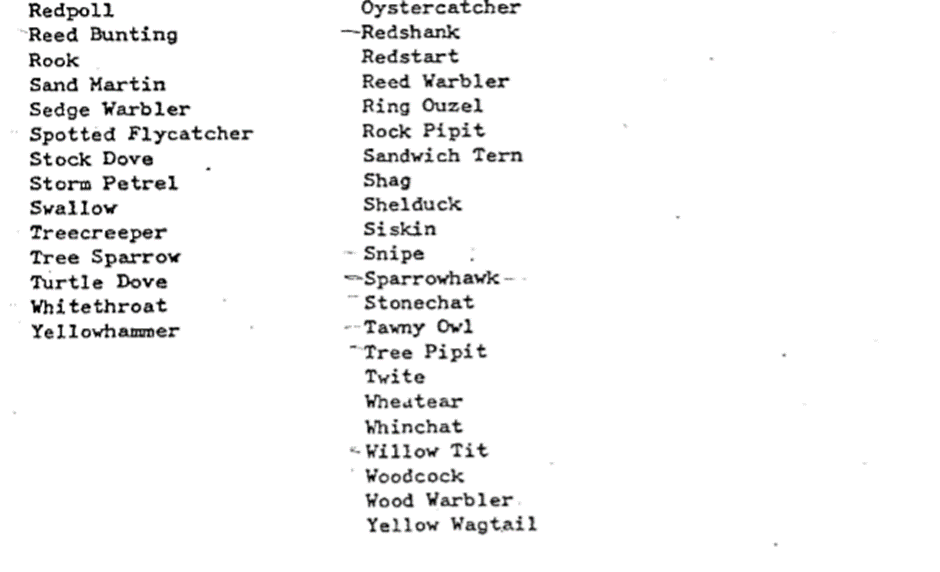 Redpoll
Reed Bunting
Rook
Sand Martin
Sedge Warbler
Spotted Flycatcher
Stock Dove
Storm Petrel
Swallow
Treecreeper
Tree Sparrow
Turtle Dove
Whitethroat
Yellowhammer
Oystercatcher
Redshank
Redstart
Reed Warbler
Ring Ouzel
Rock Pipit
Sandwich Tern
Shag
Shelduck
Siskin
Snipe
Sparrowhawk
Stonechat
Tawny Owl
Tree Pipit
Twite
Wheatear
Whinchat
Willow Tit
Woodcock
Wood Warbler
Yellow Wagtail